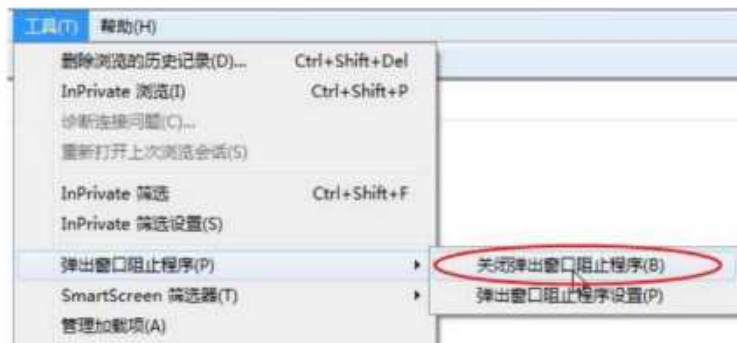 工具(T) 帮助(H)
删除浏览的历史记录(D)... Ctrl+Shift+Del
InPrivate 浏览(I) Ctrl+Shift+P
诊断连接问题(C)...
重新打开上次浏览会话(S)
InPrivate 筛选 Ctrl+Shift+F
InPrivate 筛选设置(S)
弹出窗口阻止程序(P) 关闭弹出窗口阻止程序(B)
SmartScreen 筛选器(T) 弹出窗口阻止程序设置(P)
管理加载项(A)